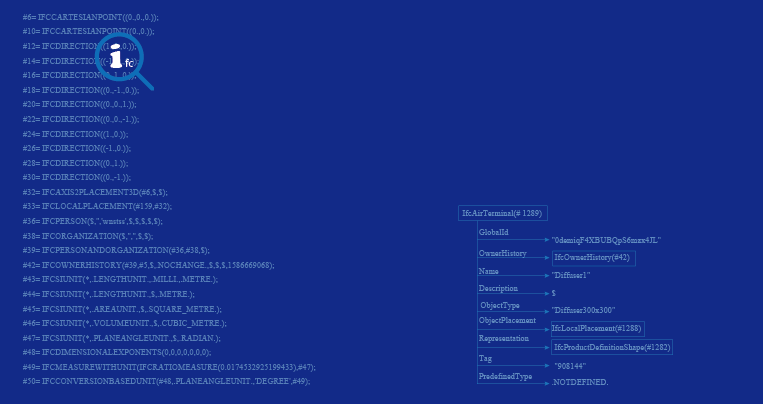 #6= IFCCARTESIANPOINT((0.,0.,0.));
#10= IFCCARTESIANPOINT((0.,0.));
#12= IFCDIRECTION((1.,0.,0.));
#14= IFCDIRECTION((-1.,0.,0.));
#16= IFCDIRECTION((0.,1.,0.));
#18= IFCDIRECTION((0.,-1.,0.));
#20= IFCDIRECTION((0.,0.,1.));
#22= IFCDIRECTION((0.,0.,-1.));
#24= IFCDIRECTION((1.,0.));
#26= IFCDIRECTION((-1.,0.));
#28= IFCDIRECTION((0.,1.));
#30= IFCDIRECTION((0.,-1.));
#32= IFCAXIS2PLACEMENT3D(#6,$,$);
#33= IFCLOCALPLACEMENT(#159,#32);
#36= IFCPERSON($,'','wnstss',$,$,$,$,$);
#38= IFCORGANIZATION($,'','',$,$);
#39= IFCPERSONANDORGANIZATION(#36,#38,$);
#42= IFCOWNERHISTORY(#39,#5,$,.NOCHANGE.,$,$,$,1586669068);
#43= IFCSIUNIT(*,.LENGTHUNIT.,.MILLI.,.METRE.);
#44= IFCSIUNIT(*,.LENGTHUNIT.,$,.METRE.);
#45= IFCSIUNIT(*,.AREAUNIT.,$,.SQUARE_METRE.);
#46= IFCSIUNIT(*,.VOLUMEUNIT.,$,.CUBIC_METRE.);
#47= IFCSIUNIT(*,.PLANEANGLEUNIT.,$,.RADIAN.);
#48= IFCDIMENSIONALEXPONENTS(0,0,0,0,0,0,0);
#49= IFCMEASUREWITHUNIT(IFCRATIOMEASURE(0.0174532925199433),#47);
#50= IFCCONVERSIONBASEDUNIT(#48,.PLANEANGLEUNIT.,'DEGREE',#49);
ifc
IfcAirTerminal(# 1289)
GlobalId
"0demiqF4XBUBQpS6mxx4JL"
OwnerHistory
IfcOwnerHistory(#42)
Name
"Diffuser1"
Description
$
ObjectType
"Diffuser300x300"
ObjectPlacement
IfcLocalPlacement(#1288)
Representation
IfcProductDefinitionShape(#1282)
Tag
"908144"
PredefinedType
.NOTDEFINED.